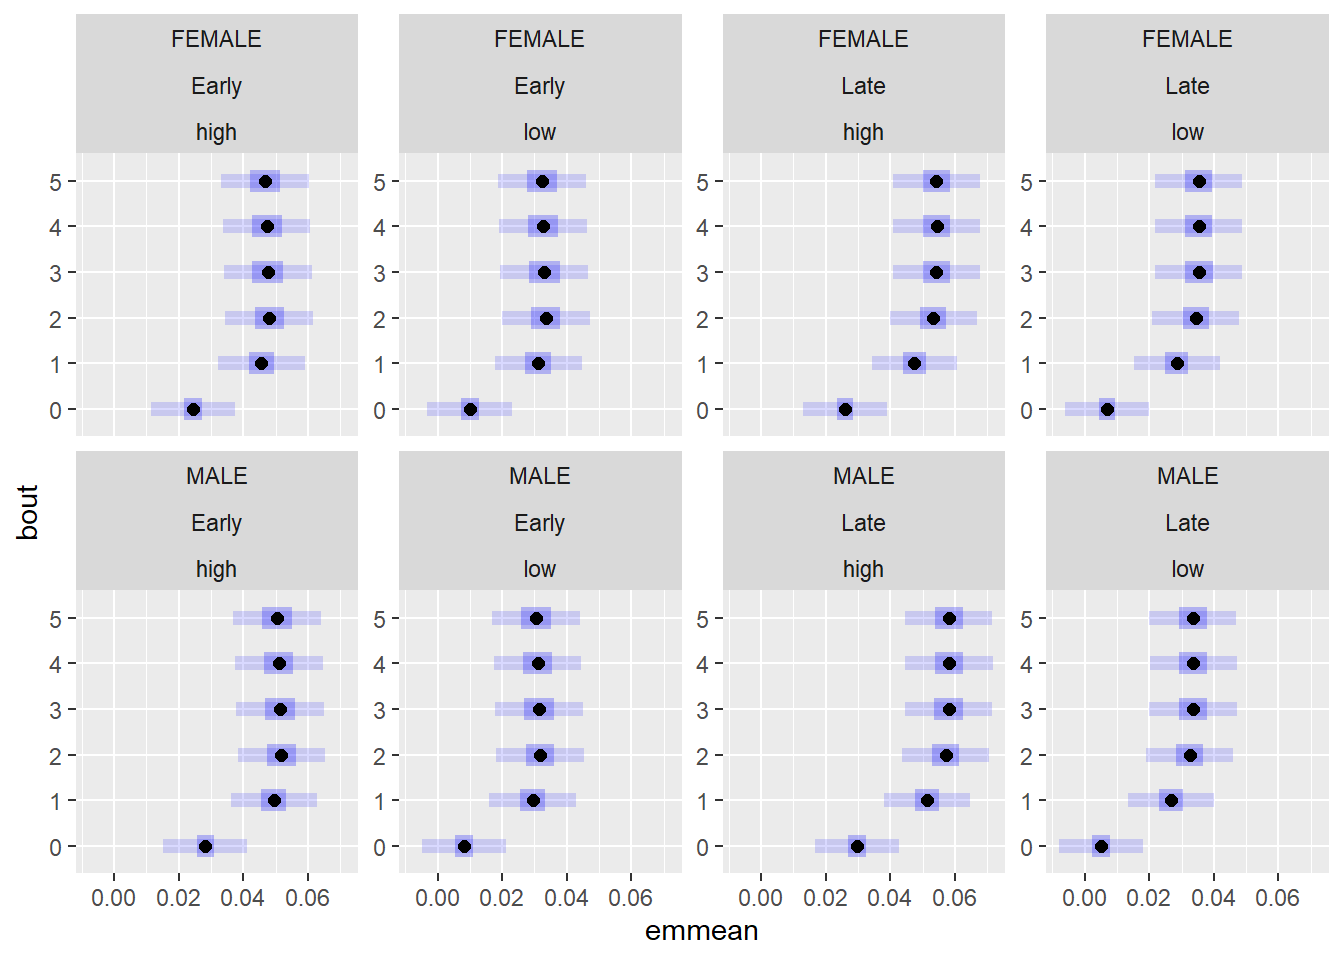 FEMALE FEMALE FEMALE FEMALE
Early Early Late Late
high low high low
5 5 5 5
4 4 4 4
3 3 3 3
2 2 2 2
1 1 1 1
0 0 0 0
MALE MALE MALE MALE
Early Early Late Late
high low high low
bout
5 5 5 5
4 4 4 4
3 3 3 3
2 2 2 2
1 1 1 1
0 0 0 0
0.00 0.02 0.04 0.06 0.00 0.02 0.04 0.06 0.00 0.02 0.04 0.06 0.00 0.02 0.04 0.06
emmean